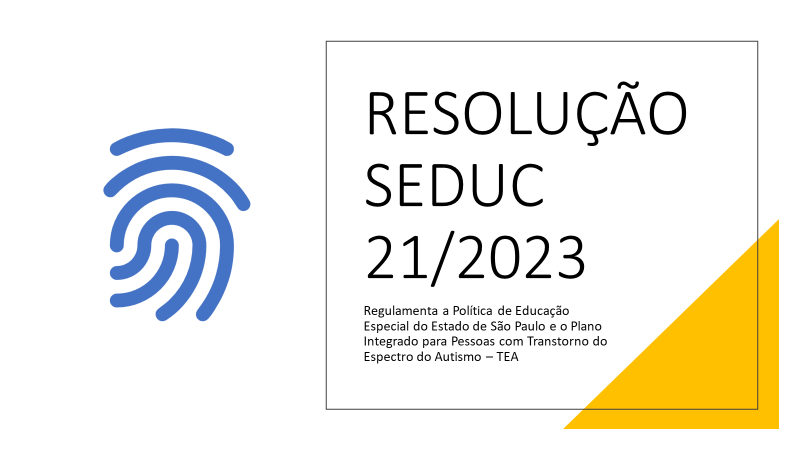 RESOLUÇÃO
SEDUC
21/2023
Regulamenta a Política de Educação
Especial do Estado de São Paulo e o Plano
Integrado para Pessoas com Transtorno do
Espectro do Autismo – TEA